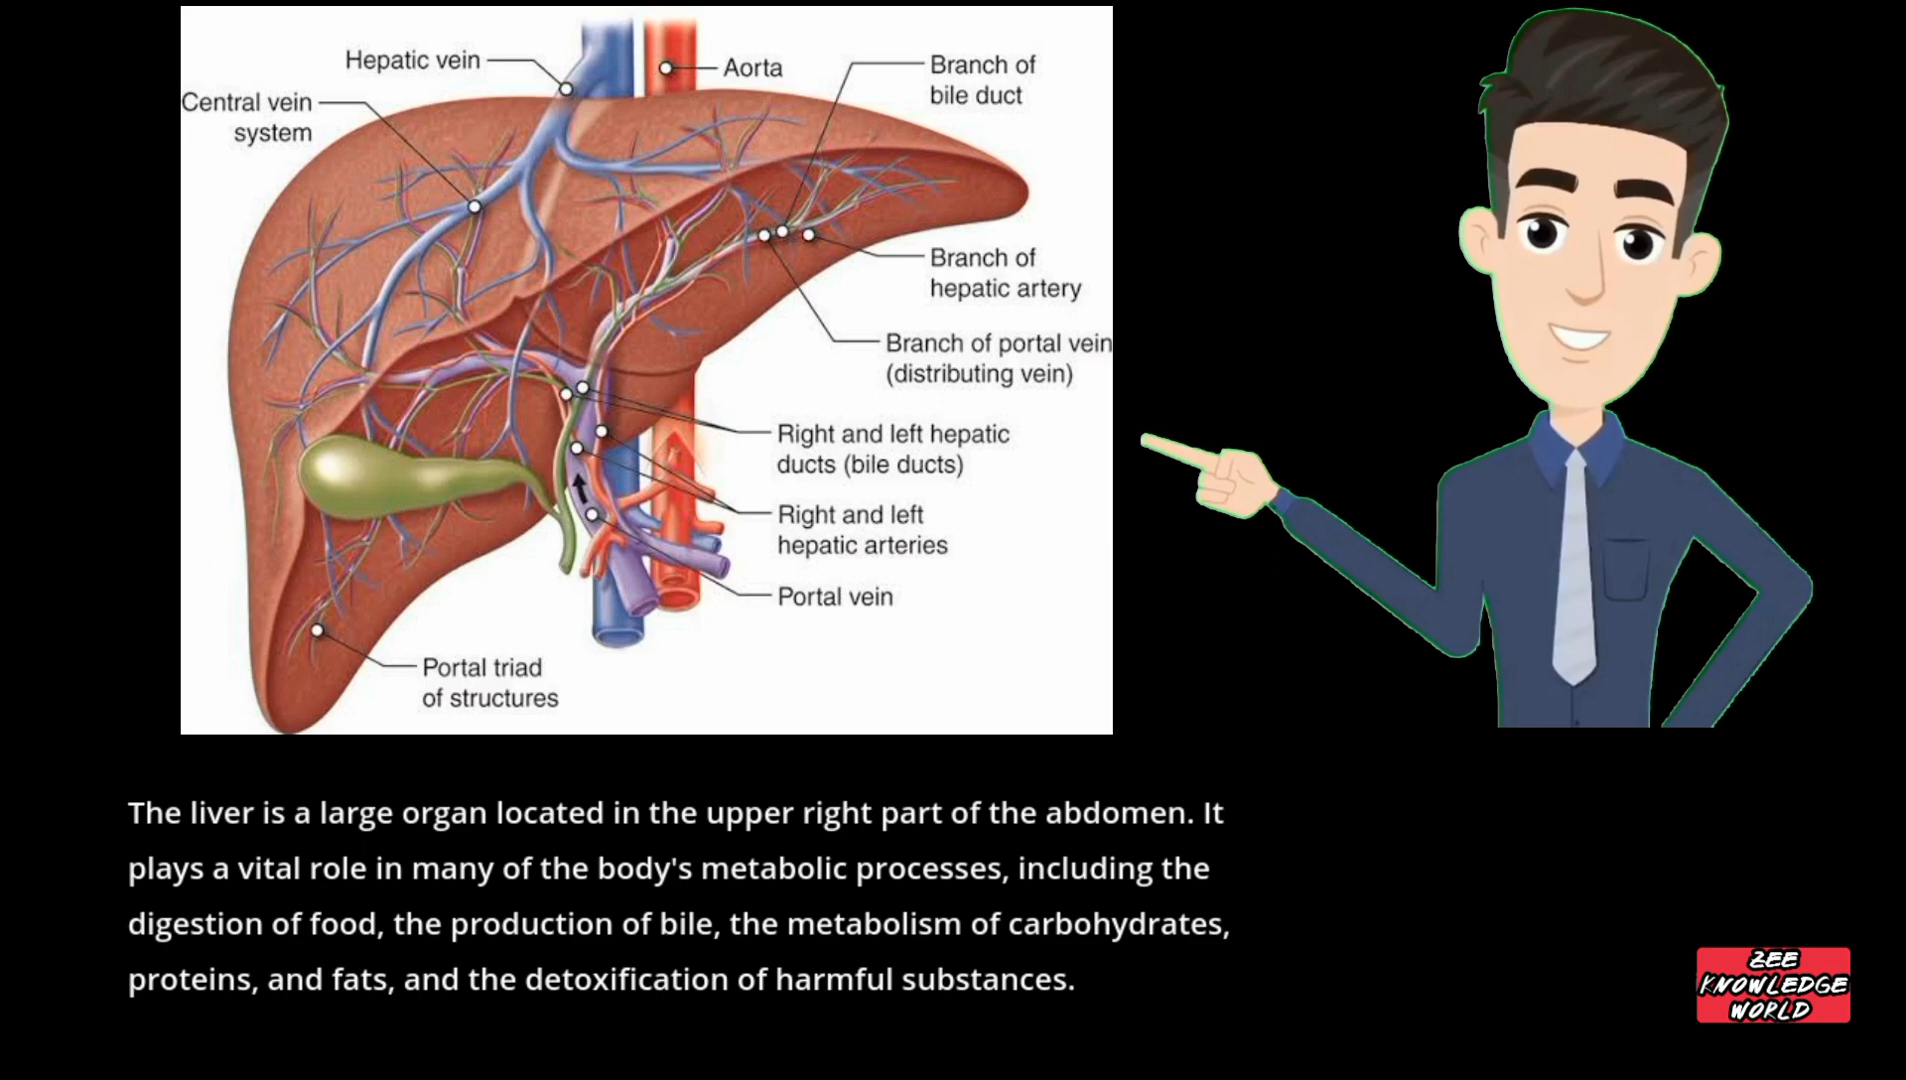 Hepatic vein
Aorta
Branch of
bile duct
Central vein
system
Branch of
hepatic artery
Branch of portal vein
(distributing vein)
Right and left hepatic
ducts (bile ducts)
Right and left
hepatic arteries
Portal vein
Portal triad
of structures
The liver is a large organ located in the upper right part of the abdomen. It
plays a vital role in many of the body's metabolic processes, including the
digestion of food, the production of bile, the metabolism of carbohydrates,
proteins, and fats, and the detoxification of harmful substances.
ZEE
KNOWLEDGE
WORLD